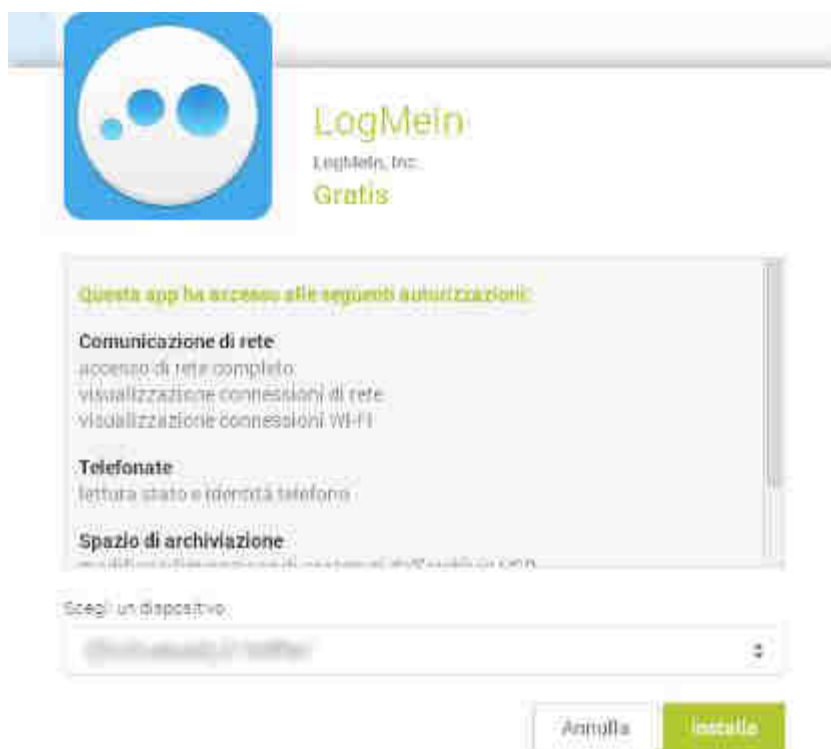 LogMeIn
LogMeIn, Inc.
Gratis
Questa app ha accesso alle seguenti autorizzazioni:
Comunicazione di rete
accesso di rete completo
visualizzazione connessioni di rete
visualizzazione connessioni Wi-Fi
Telefonate
lettura stato e identità telefono
Spazio di archiviazione
Scegli un dispositivo
Annulla
Installa